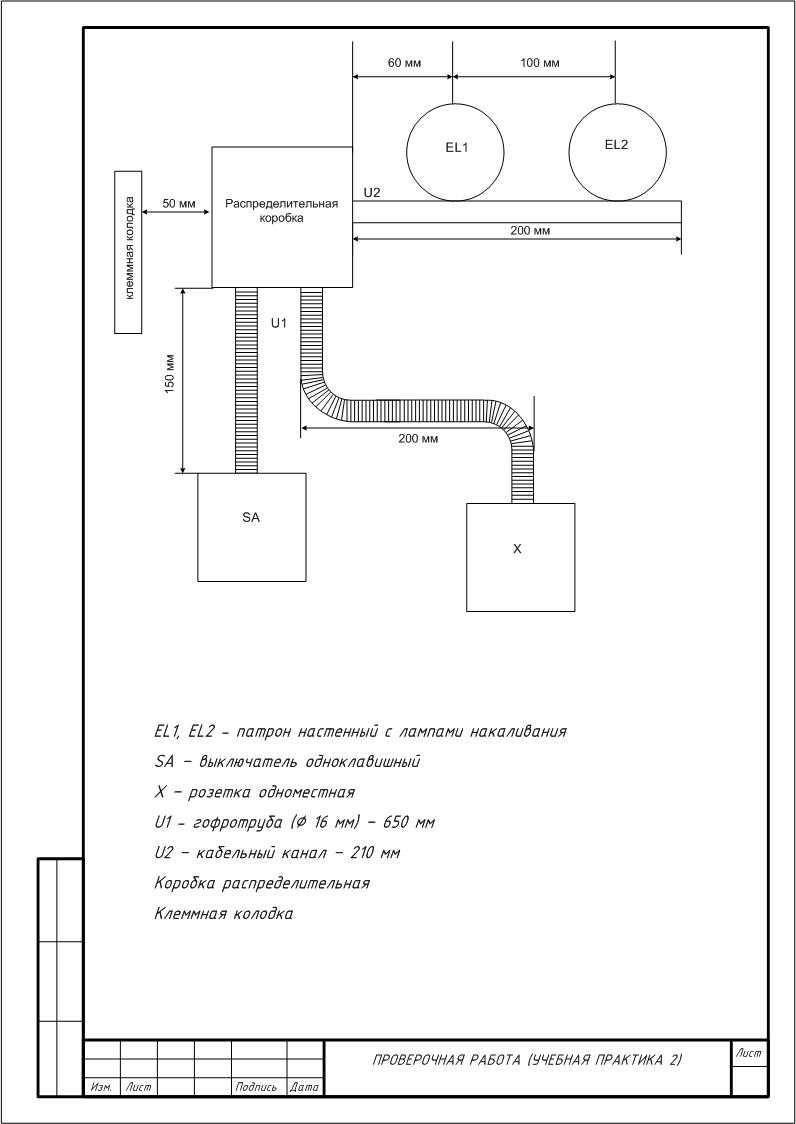 60 мм
100 мм
EL1
EL2
клеммная колодка
50 мм
Распределительная
коробка
U2
200 мм
U1
150 мм
200 мм
SA
X
EL1, EL2 – патрон настенный с лампами накаливания
SA – выключатель одноклавишный
X – розетка одноместная
U1 – гофротруба (ϕ 16 мм) – 650 мм
U2 – кабельный канал – 210 мм
Коробка распределительная
Клеммная колодка
ПРОВЕРОЧНАЯ РАБОТА (УЧЕБНАЯ ПРАКТИКА 2)
Лист
Изм.
Лист
Подпись
Дата